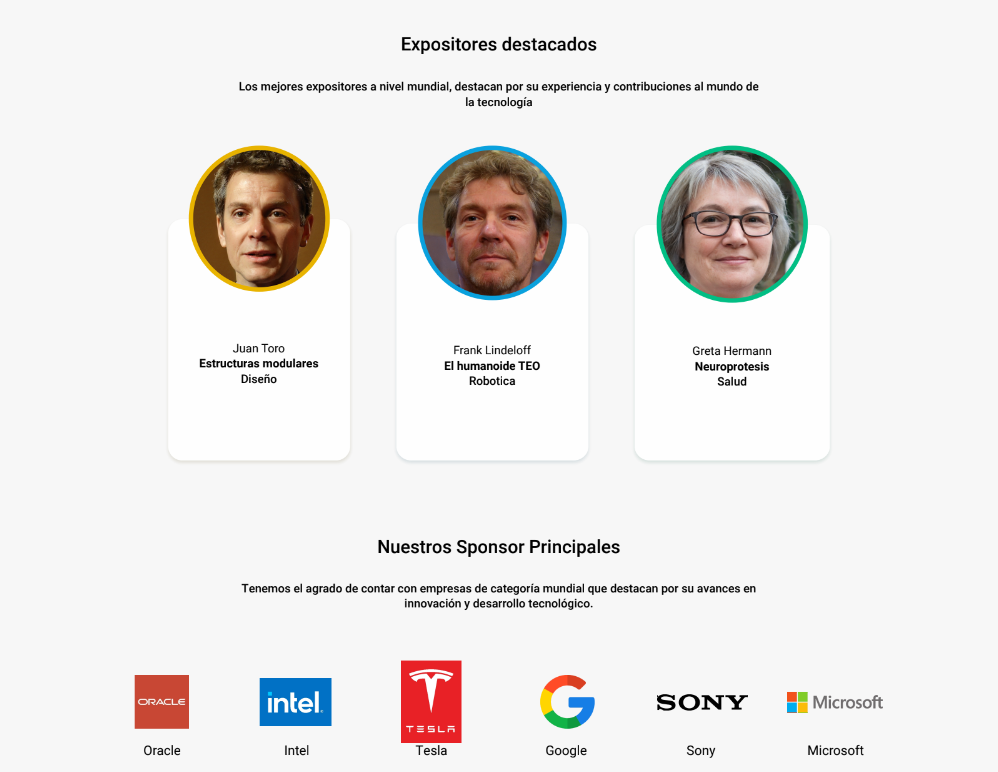 Expositores destacados
Los mejores expositores a nivel mundial, destacan por su experiencia y contribuciones al mundo de
la tecnología
Juan Toro
Estructuras modulares
Diseño
Frank Lindeloff
El humanoide TEO
Robotica
Greta Hermann
Neuroprotesis
Salud
Nuestros Sponsor Principales
Tenemos el agrado de contar con empresas de categoría mundial que destacan por su avances en
innovación y desarrollo tecnológico.
ORACLE
intel.
TESLA
SONY
Microsoft
Oracle
Intel
Tesla
Google
Sony
Microsoft